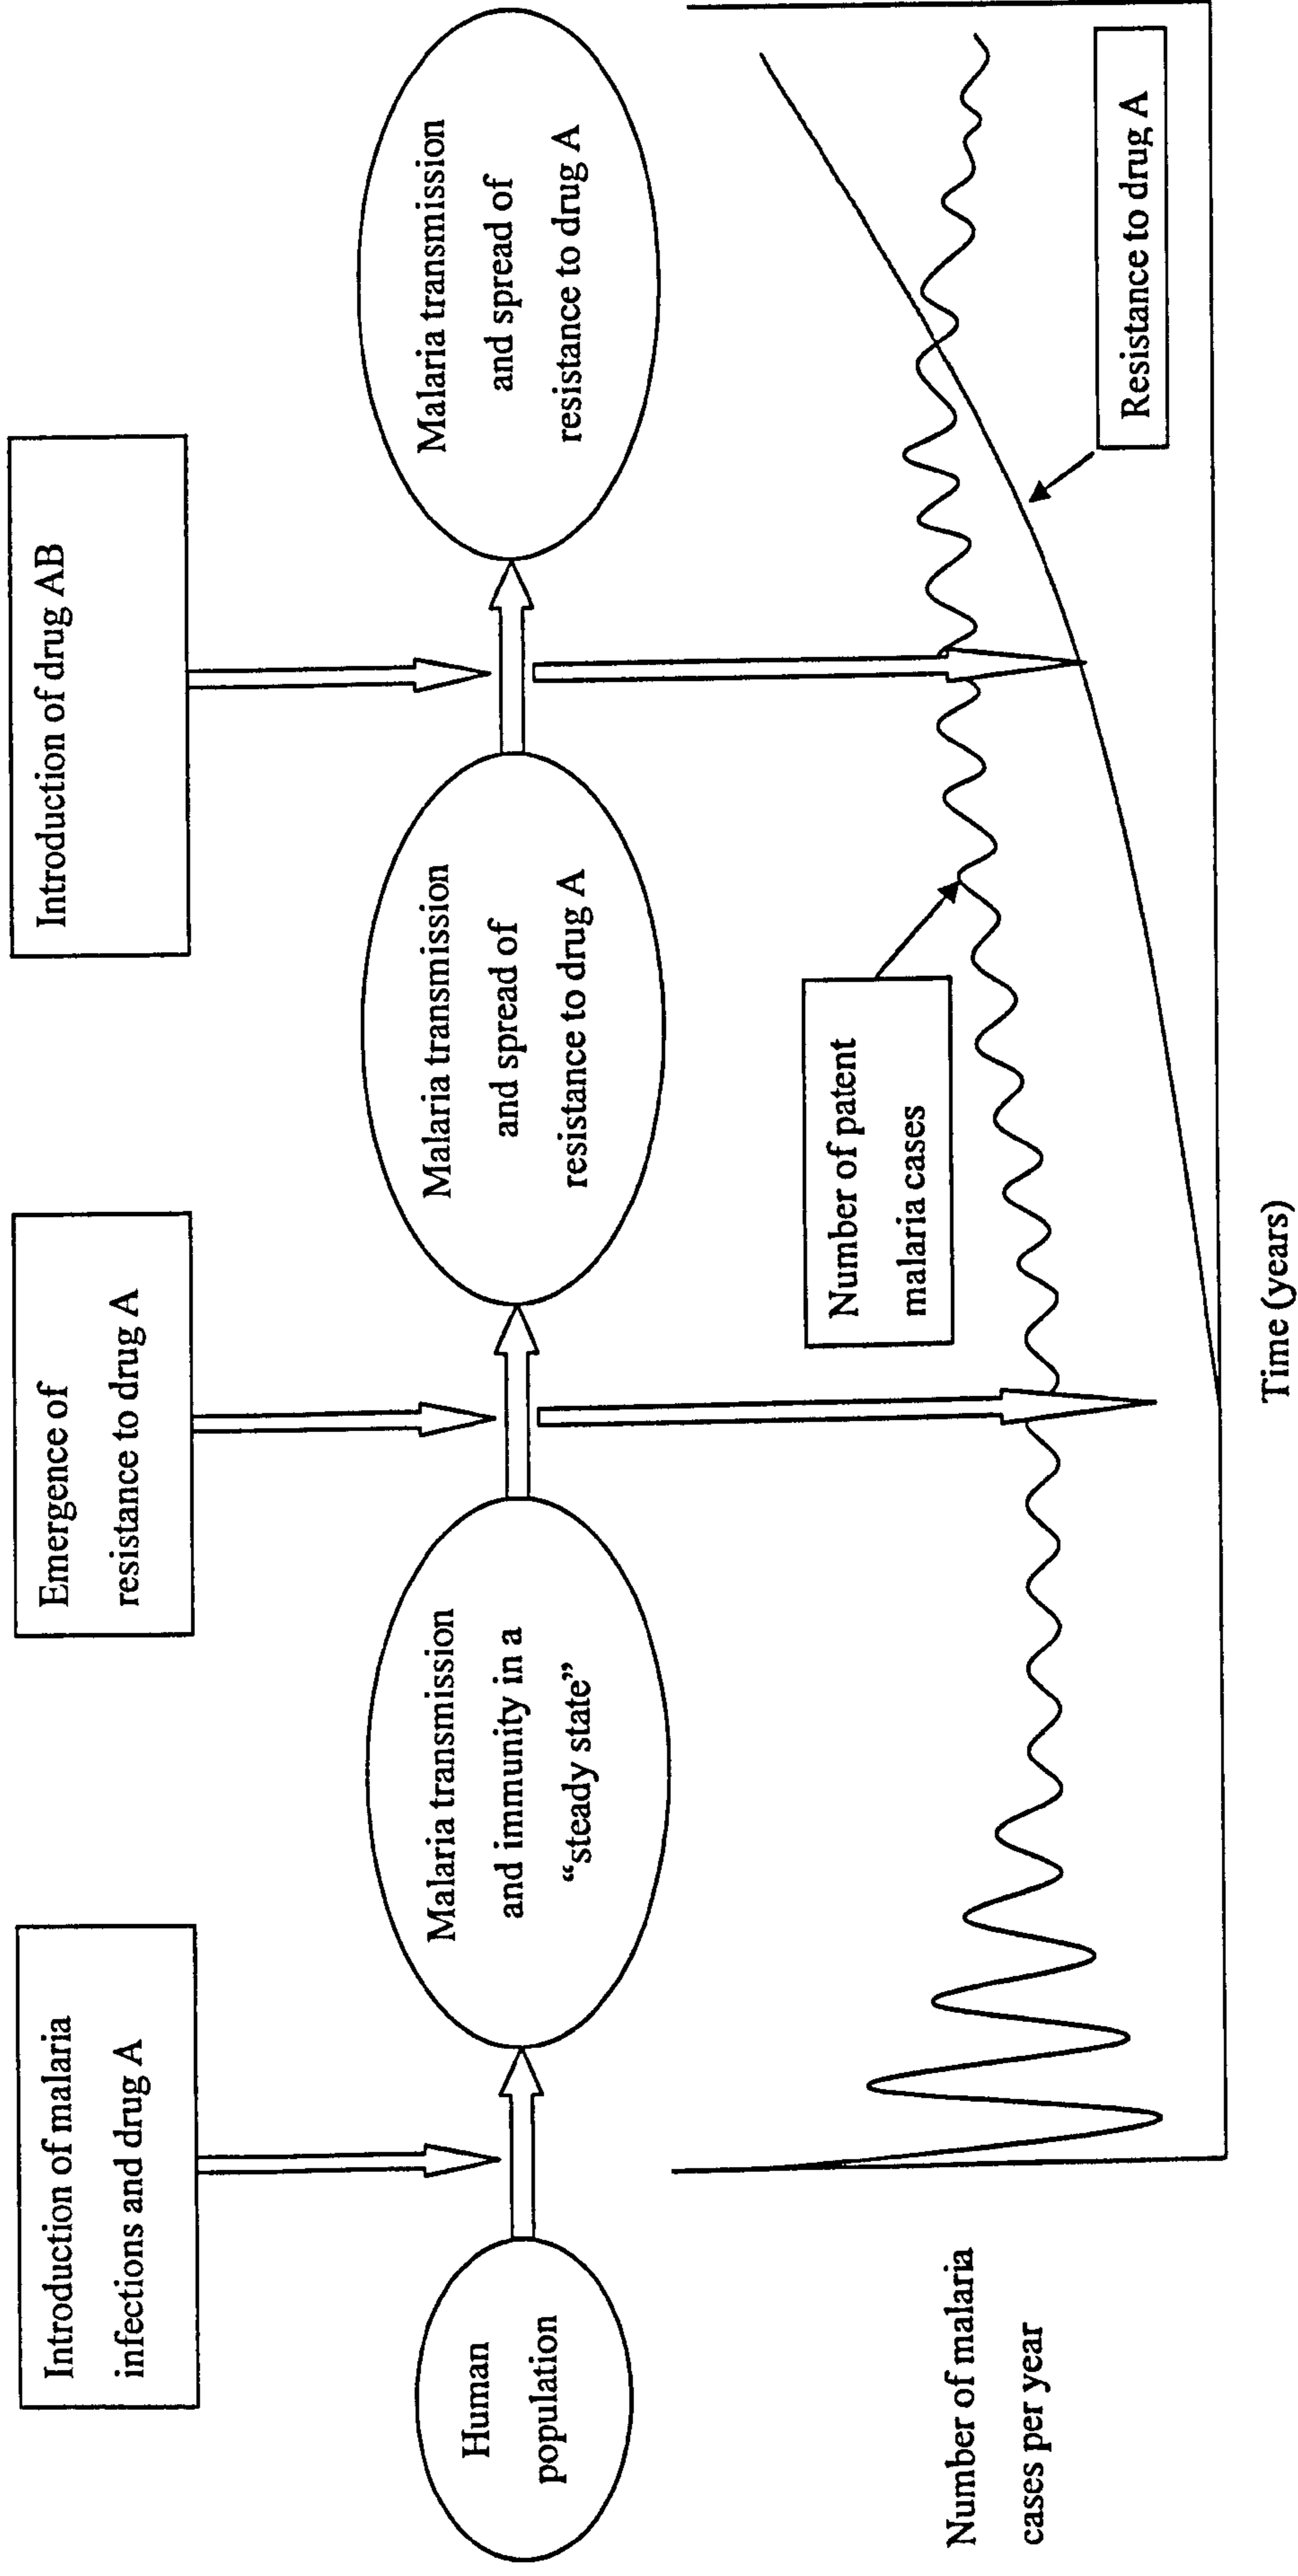 Introduction of malaria
infections and drug A
Emergence of
resistance to drug A
Introduction of drug AB
Human
population
Malaria transmission
and immunity in a
“steady state”
Malaria transmission
and spread of
resistance to drug A
Malaria transmission
and spread of
resistance to drug A
Number of malaria
cases per year
Number of patent
malaria cases
Resistance to drug A
Time (years)